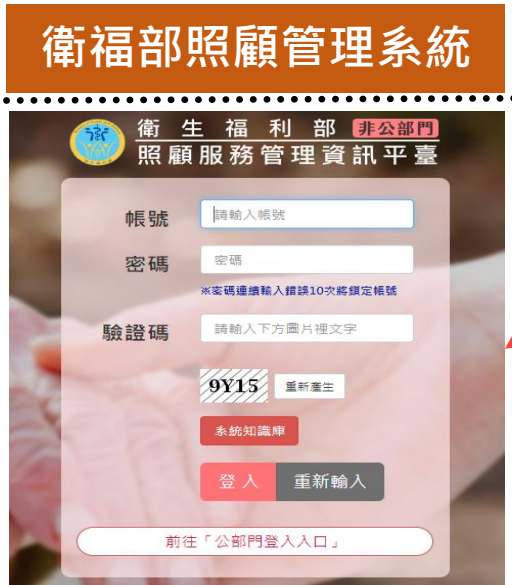 衛福部照顧管理系統
衛生福利部 非公部門
照顧服務管理資訊平臺
帳號 請輸入帳號
密碼 密碼
※密碼連續輸入錯誤10次將鎖定帳號
驗證碼 請輸入下方圖片裡文字
9Y15 重新產生
系統知識庫
登入 重新輸入
前往「公部門登入入口」